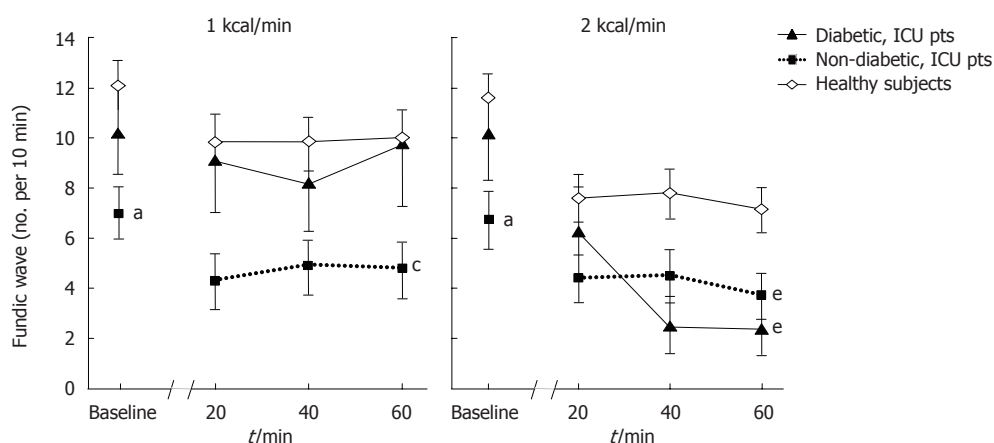 1 kcal/min
2 kcal/min
Diabetic, ICU pts
Non-diabetic, ICU pts
Healthy subjects
Fundic wave (no. per 10 min)
14
12
10
8
6
4
2
0
a
c
a
e
e
Baseline 20 40 60
Baseline 20 40 60
t/min
t/min